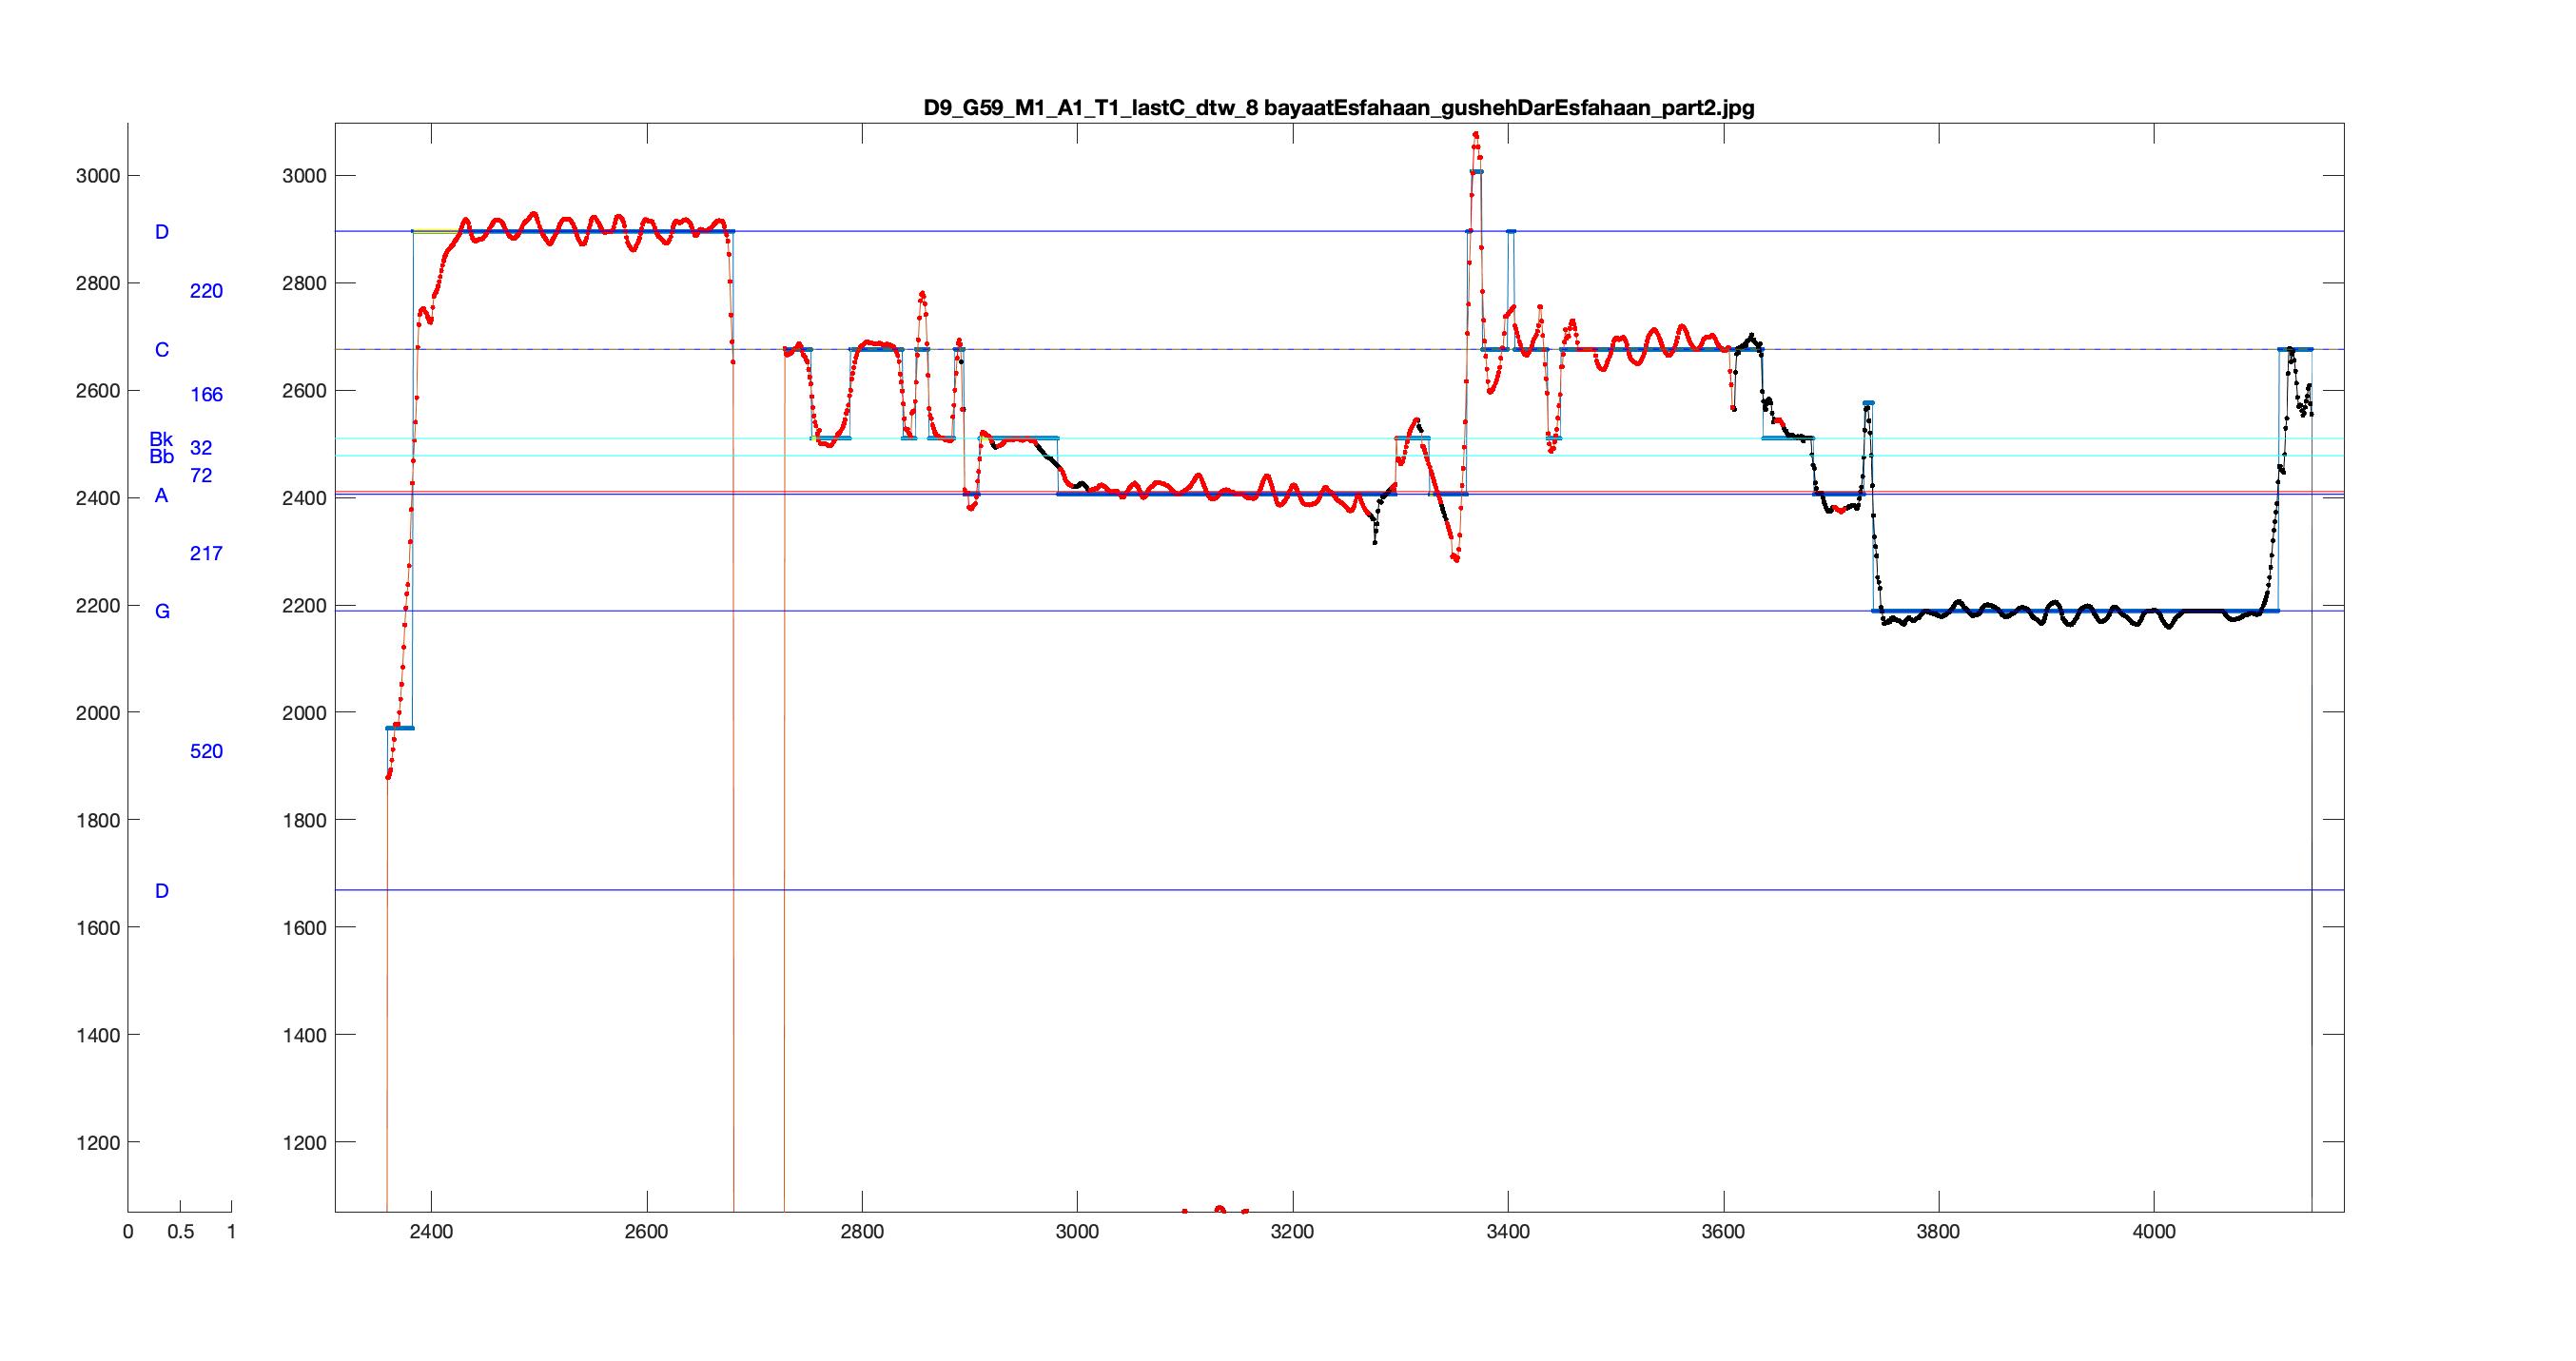 D9_G59_M1_A1_T1_lastC_dtw_8 bayaatEsfahaan_gushehDarEsfahaan_part2.jpg
3000 3000
D
2800 220 2800
C
2600 166 2600
Bk 32
Bb
72
2400 A 2400
217
2200 G 2200
2000 2000
520
1800 1800
D
1600 1600
1400 1400
1200 1200
0 0.5 1 2400 2600 2800 3000 3200 3400 3600 3800 4000